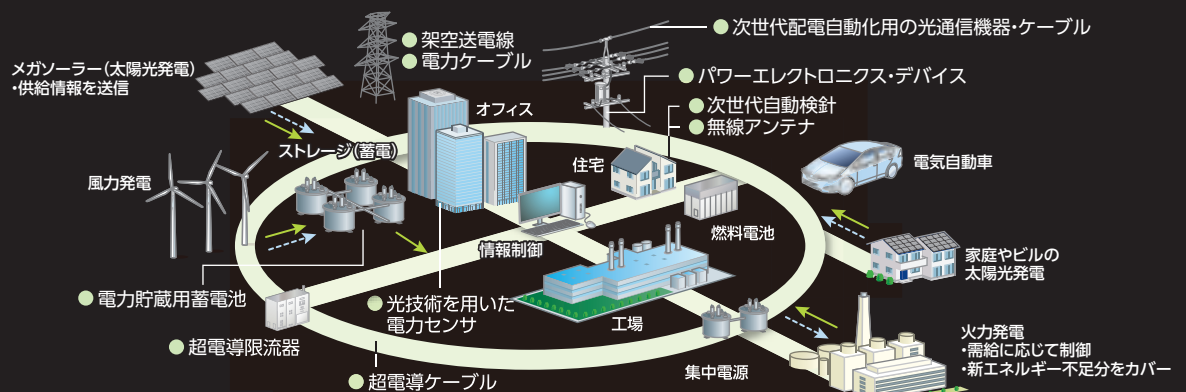 メガソーラー（太陽光発電）
・供給情報を送信
● 架空送電線
● 電力ケーブル
● 次世代配電自動化用の光通信機器・ケーブル
● パワーエレクトロニクス・デバイス
● 次世代自動検針
● 無線アンテナ
オフィス
ストレージ（蓄電）
住宅
電気自動車
風力発電
燃料電池
情報制御
家庭やビルの
太陽光発電
● 電力貯蔵用蓄電池
● 光技術を用いた
電力センサ
工場
● 超電導限流器
火力発電
・需給に応じて制御
・新エネルギー不足分をカバー
集中電源
● 超電導ケーブル